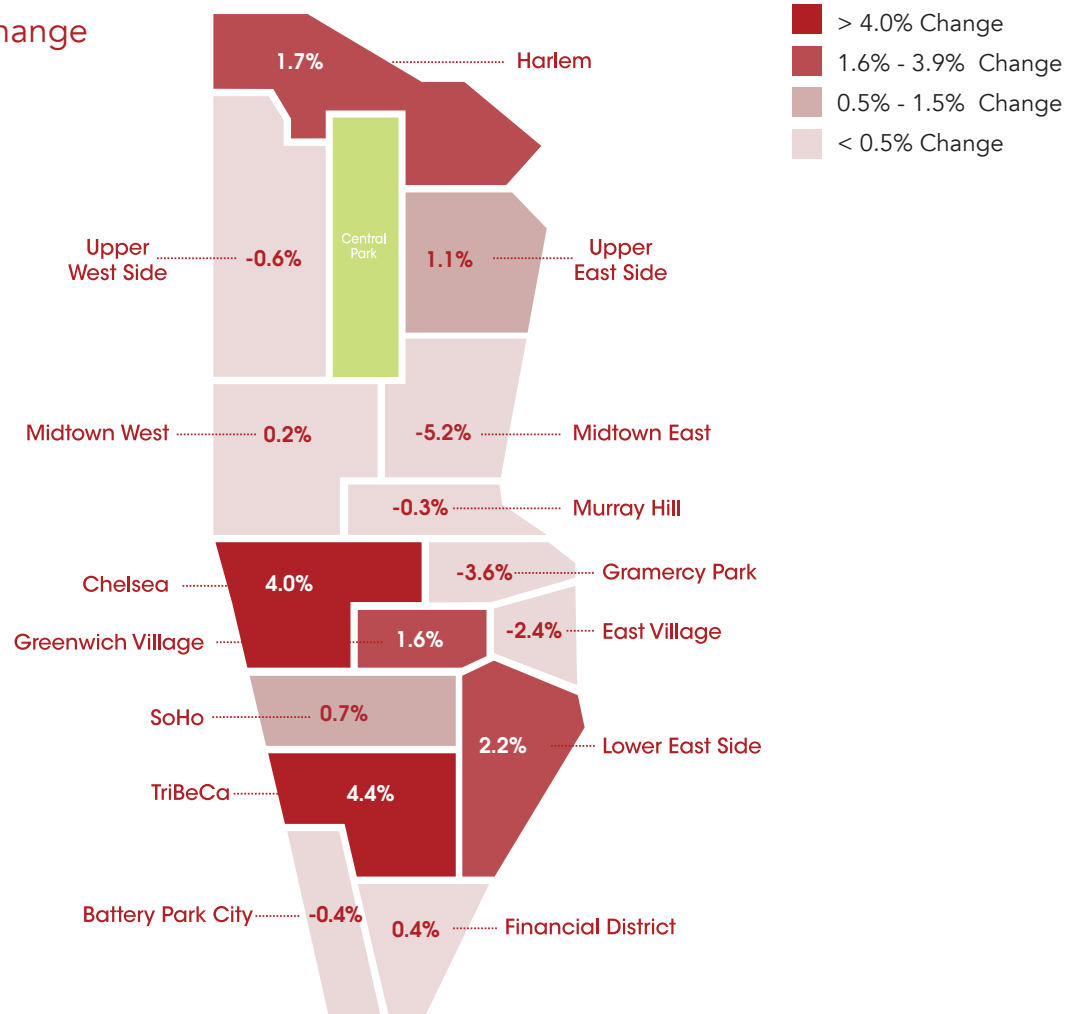 > 4.0% Change
1.6% - 3.9% Change
0.5% - 1.5% Change
< 0.5% Change
1.7%
Harlem
Upper
West Side
-0.6%
Central
Park
1.1%
Upper
East Side
Midtown West
0.2%
-5.2%
Midtown East
-0.3%
Murray Hill
Chelsea
4.0%
-3.6%
Gramercy Park
Greenwich Village
1.6%
-2.4%
East Village
SoHo
0.7%
2.2%
Lower East Side
TriBeCa
4.4%
Battery Park City
-0.4%
0.4%
Financial District